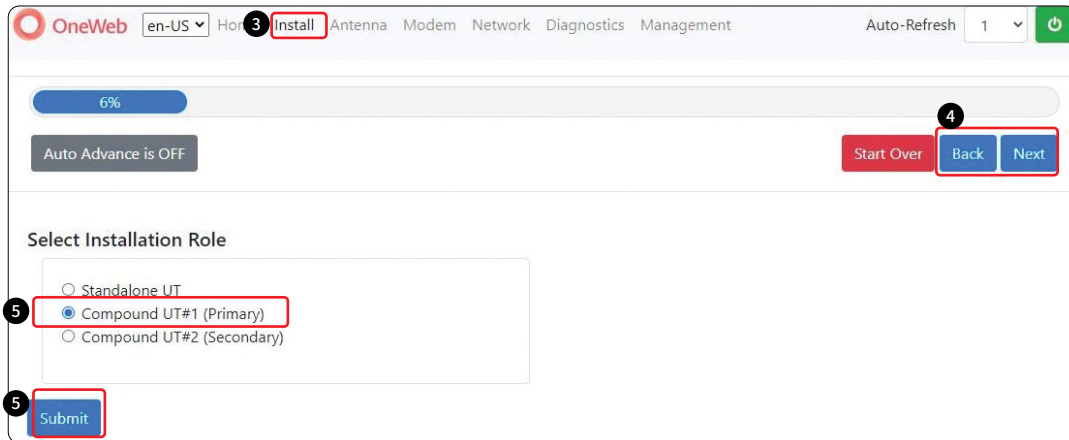 OneWeb en-US Hom 3 Install Antenna Modem Network Diagnostics Management Auto-Refresh 1
6%
4
Auto Advance is OFF Start Over Back Next
Select Installation Role
Standalone UT
5 Compound UT#1 (Primary)
Compound UT#2 (Secondary)
5
Submit